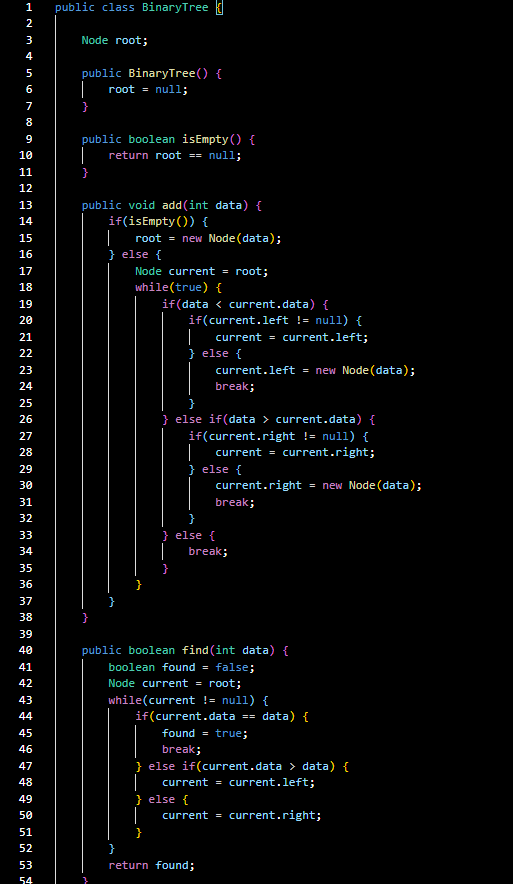 1 public class BinaryTree {
2
3     Node root;
4
5     public BinaryTree() {
6         root = null;
7     }
8
9     public boolean isEmpty() {
10         return root == null;
11     }
12
13     public void add(int data) {
14         if(isEmpty()) {
15             root = new Node(data);
16         } else {
17             Node current = root;
18             while(true) {
19                 if(data < current.data) {
20                     if(current.left != null) {
21                         current = current.left;
22                     } else {
23                         current.left = new Node(data);
24                         break;
25                     }
26                 } else if(data > current.data) {
27                     if(current.right != null) {
28                         current = current.right;
29                     } else {
30                         current.right = new Node(data);
31                         break;
32                     }
33                 } else {
34                     break;
35                 }
36             }
37         }
38     }
39
40     public boolean find(int data) {
41         boolean found = false;
42         Node current = root;
43         while(current != null) {
44             if(current.data == data) {
45                 found = true;
46                 break;
47             } else if(current.data > data) {
48                 current = current.left;
49             } else {
50                 current = current.right;
51             }
52         }
53         return found;
54     }